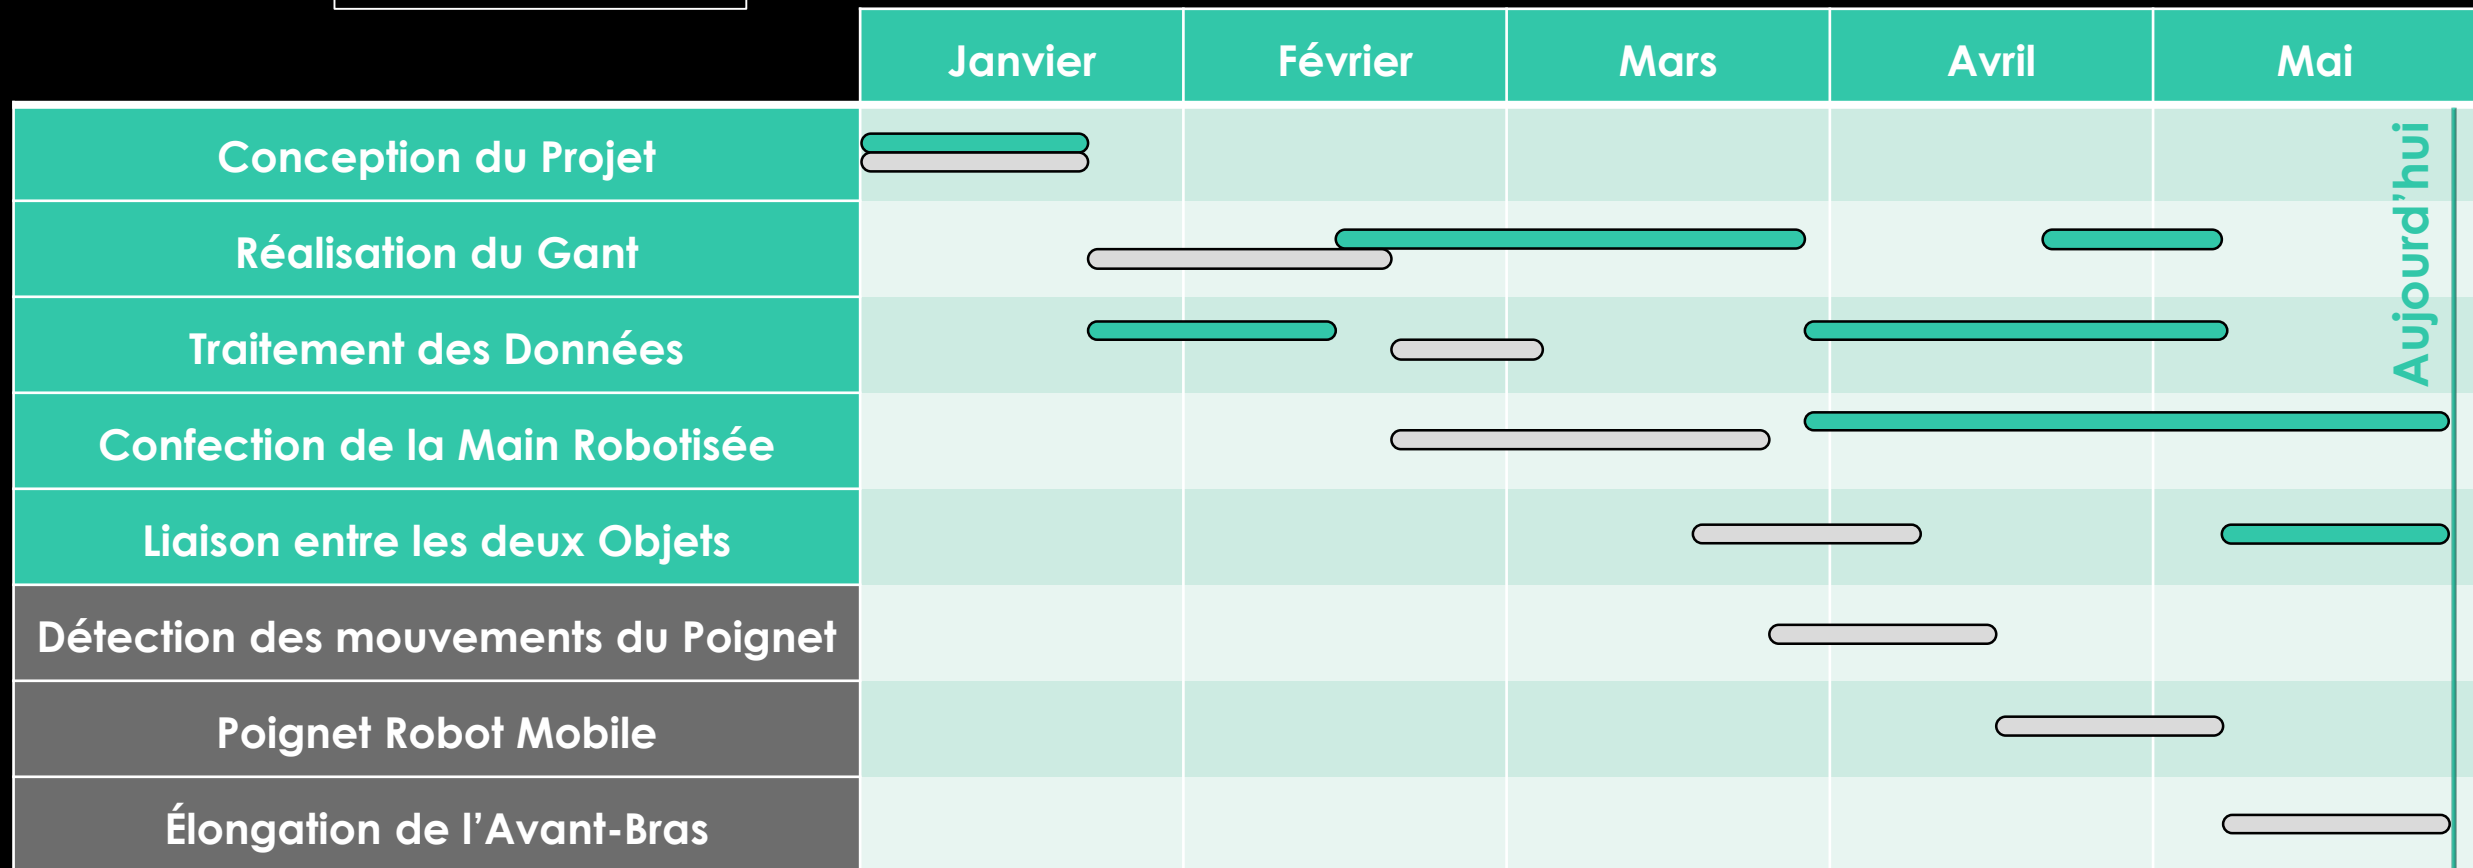 Janvier
Février
Mars
Avril
Mai
Aujourd’hui
Conception du Projet
Réalisation du Gant
Traitement des Données
Confection de la Main Robotisée
Liaison entre les deux Objets
Détection des mouvements du Poignet
Poignet Robot Mobile
Élongation de l’Avant-Bras